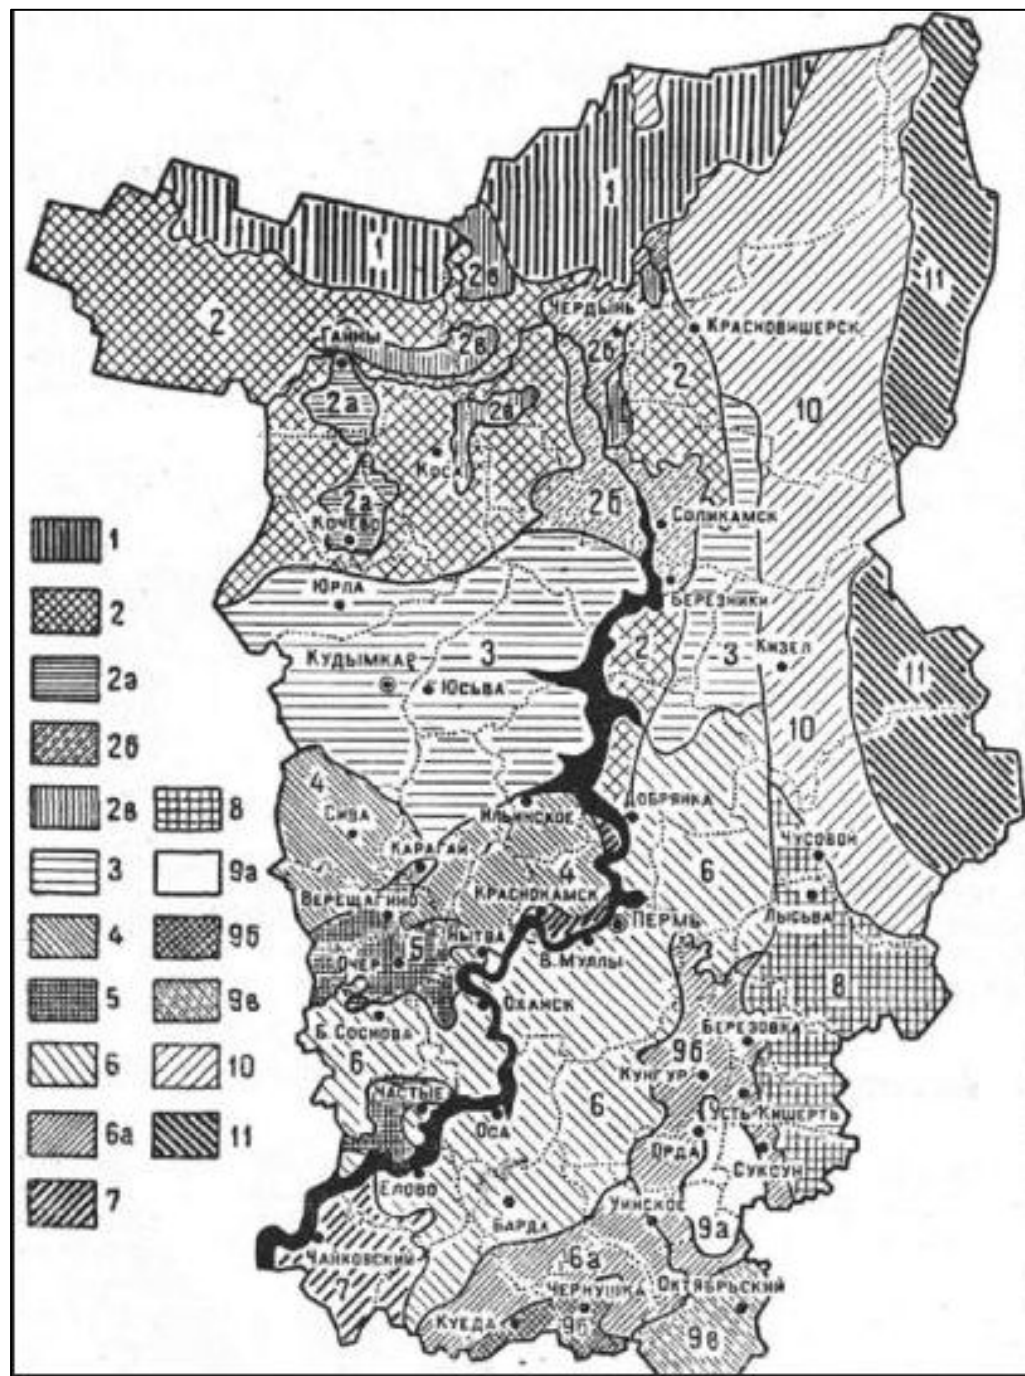 1
11
1
2в
Чердынь
Красновишерск
2
Гайны
2б
2в
2
2а
2в
10
Коса
2а
2б
Кочево
Соликамск
Юрла
Березники
3
2
3
Кизел
Кудымкар
Юсьва
11
10
4
Сива
Ильинское
Добрянка
Карагай
Чусовой
4
6
Верещагино
Краснокамск
Лысьва
Пермь
5
Нытва
Очер
В. Муллы
8
Оханск
Б. Соснова
Березовка
6
9б
Кунгур
Частые
6
Усть-Кишерть
Оса
Орда
Суксун
Елово
Барда
Уинское
9а
6а
Чайковский
7
Чернушка
Октябрьский
Куеда
9б
9в
1
2
2а
2б
2в
8
3
9а
4
9б
5
9в
6
10
6а
11
7